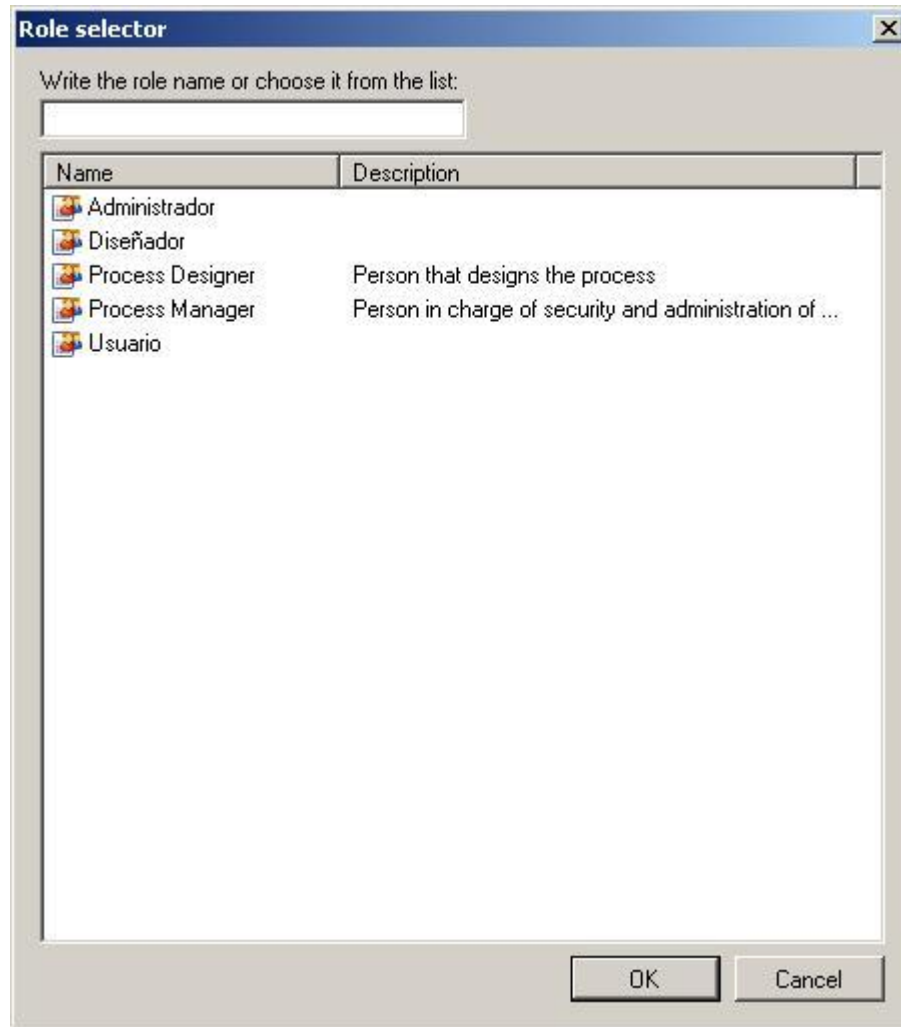 Role selector
Write the role name or choose it from the list:
Name Description
Administrador
Diseñador
Process Designer Person that designs the process
Process Manager Person in charge of security and administration of ...
Usuario
OK Cancel